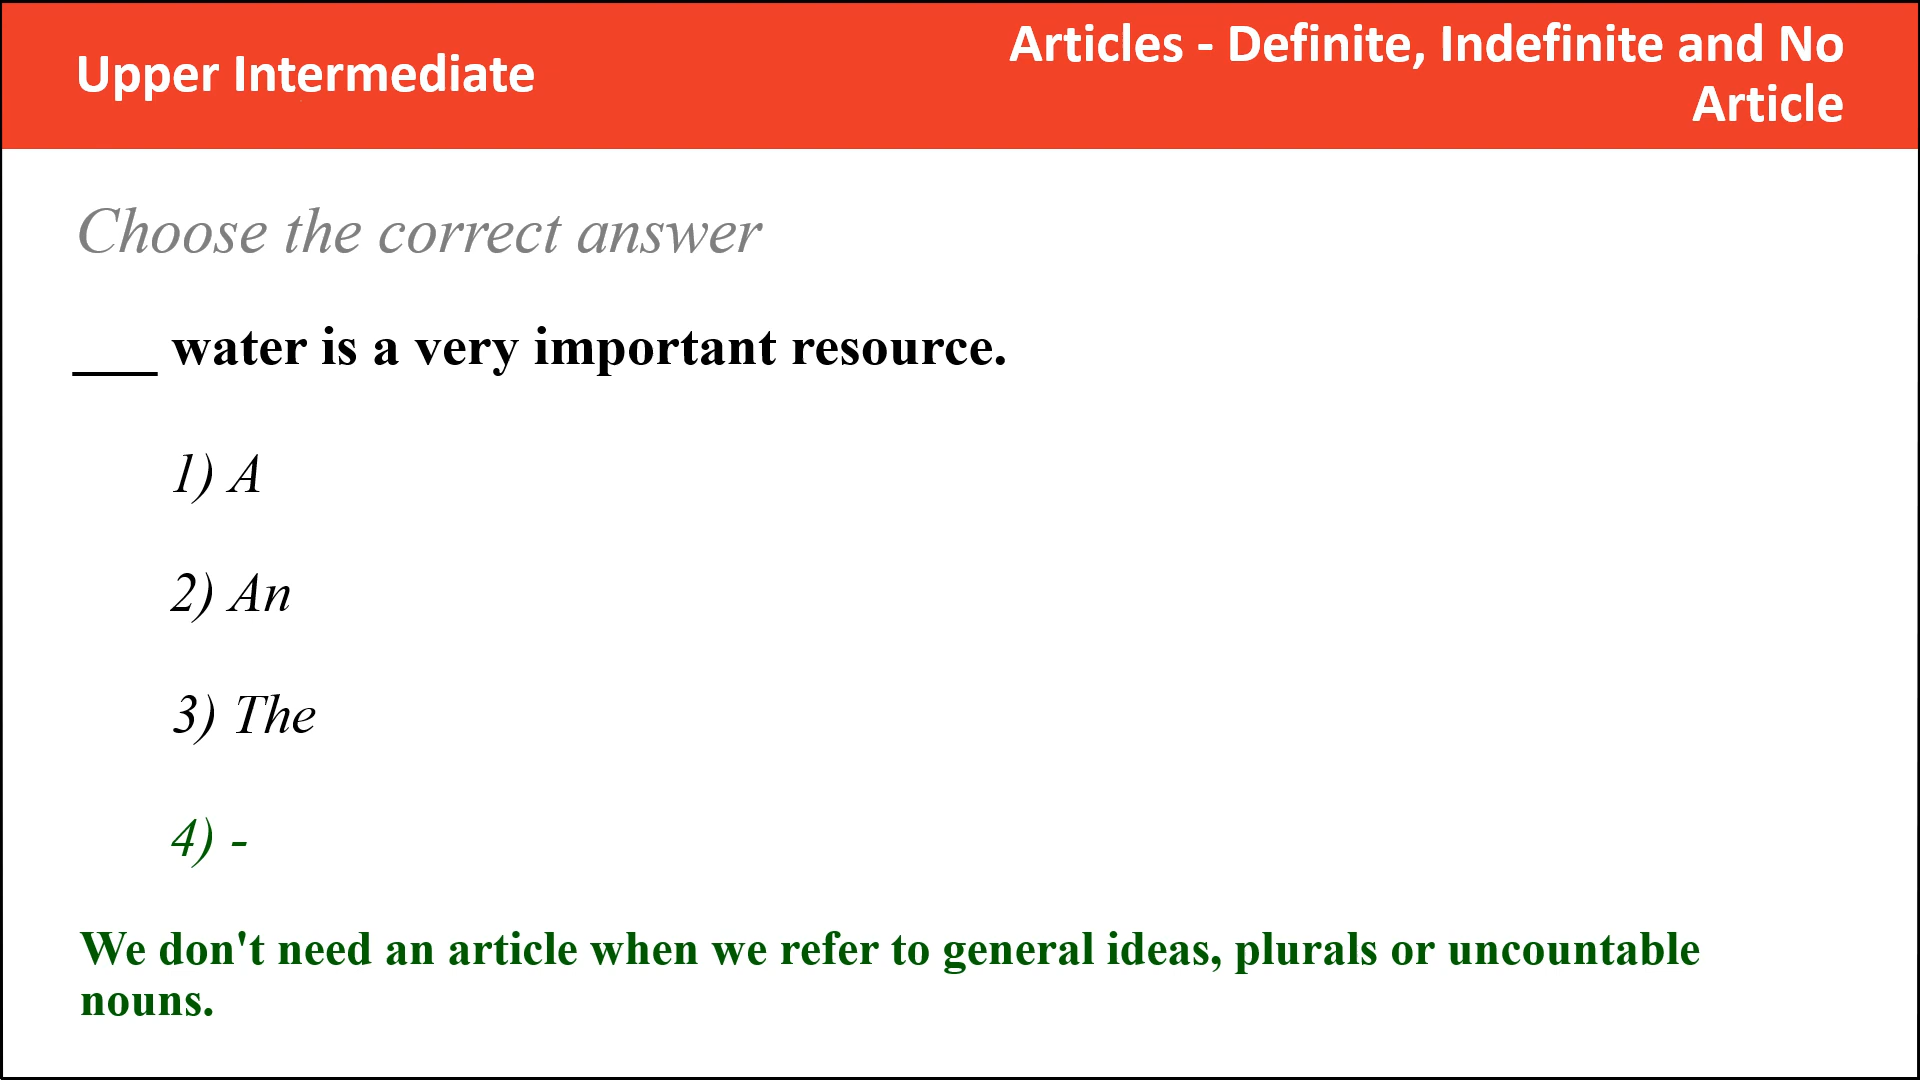 Upper Intermediate
Articles - Definite, Indefinite and No
Article
Choose the correct answer
___ water is a very important resource.
1) A
2) An
3) The
4) -
We don't need an article when we refer to general ideas, plurals or uncountable
nouns.